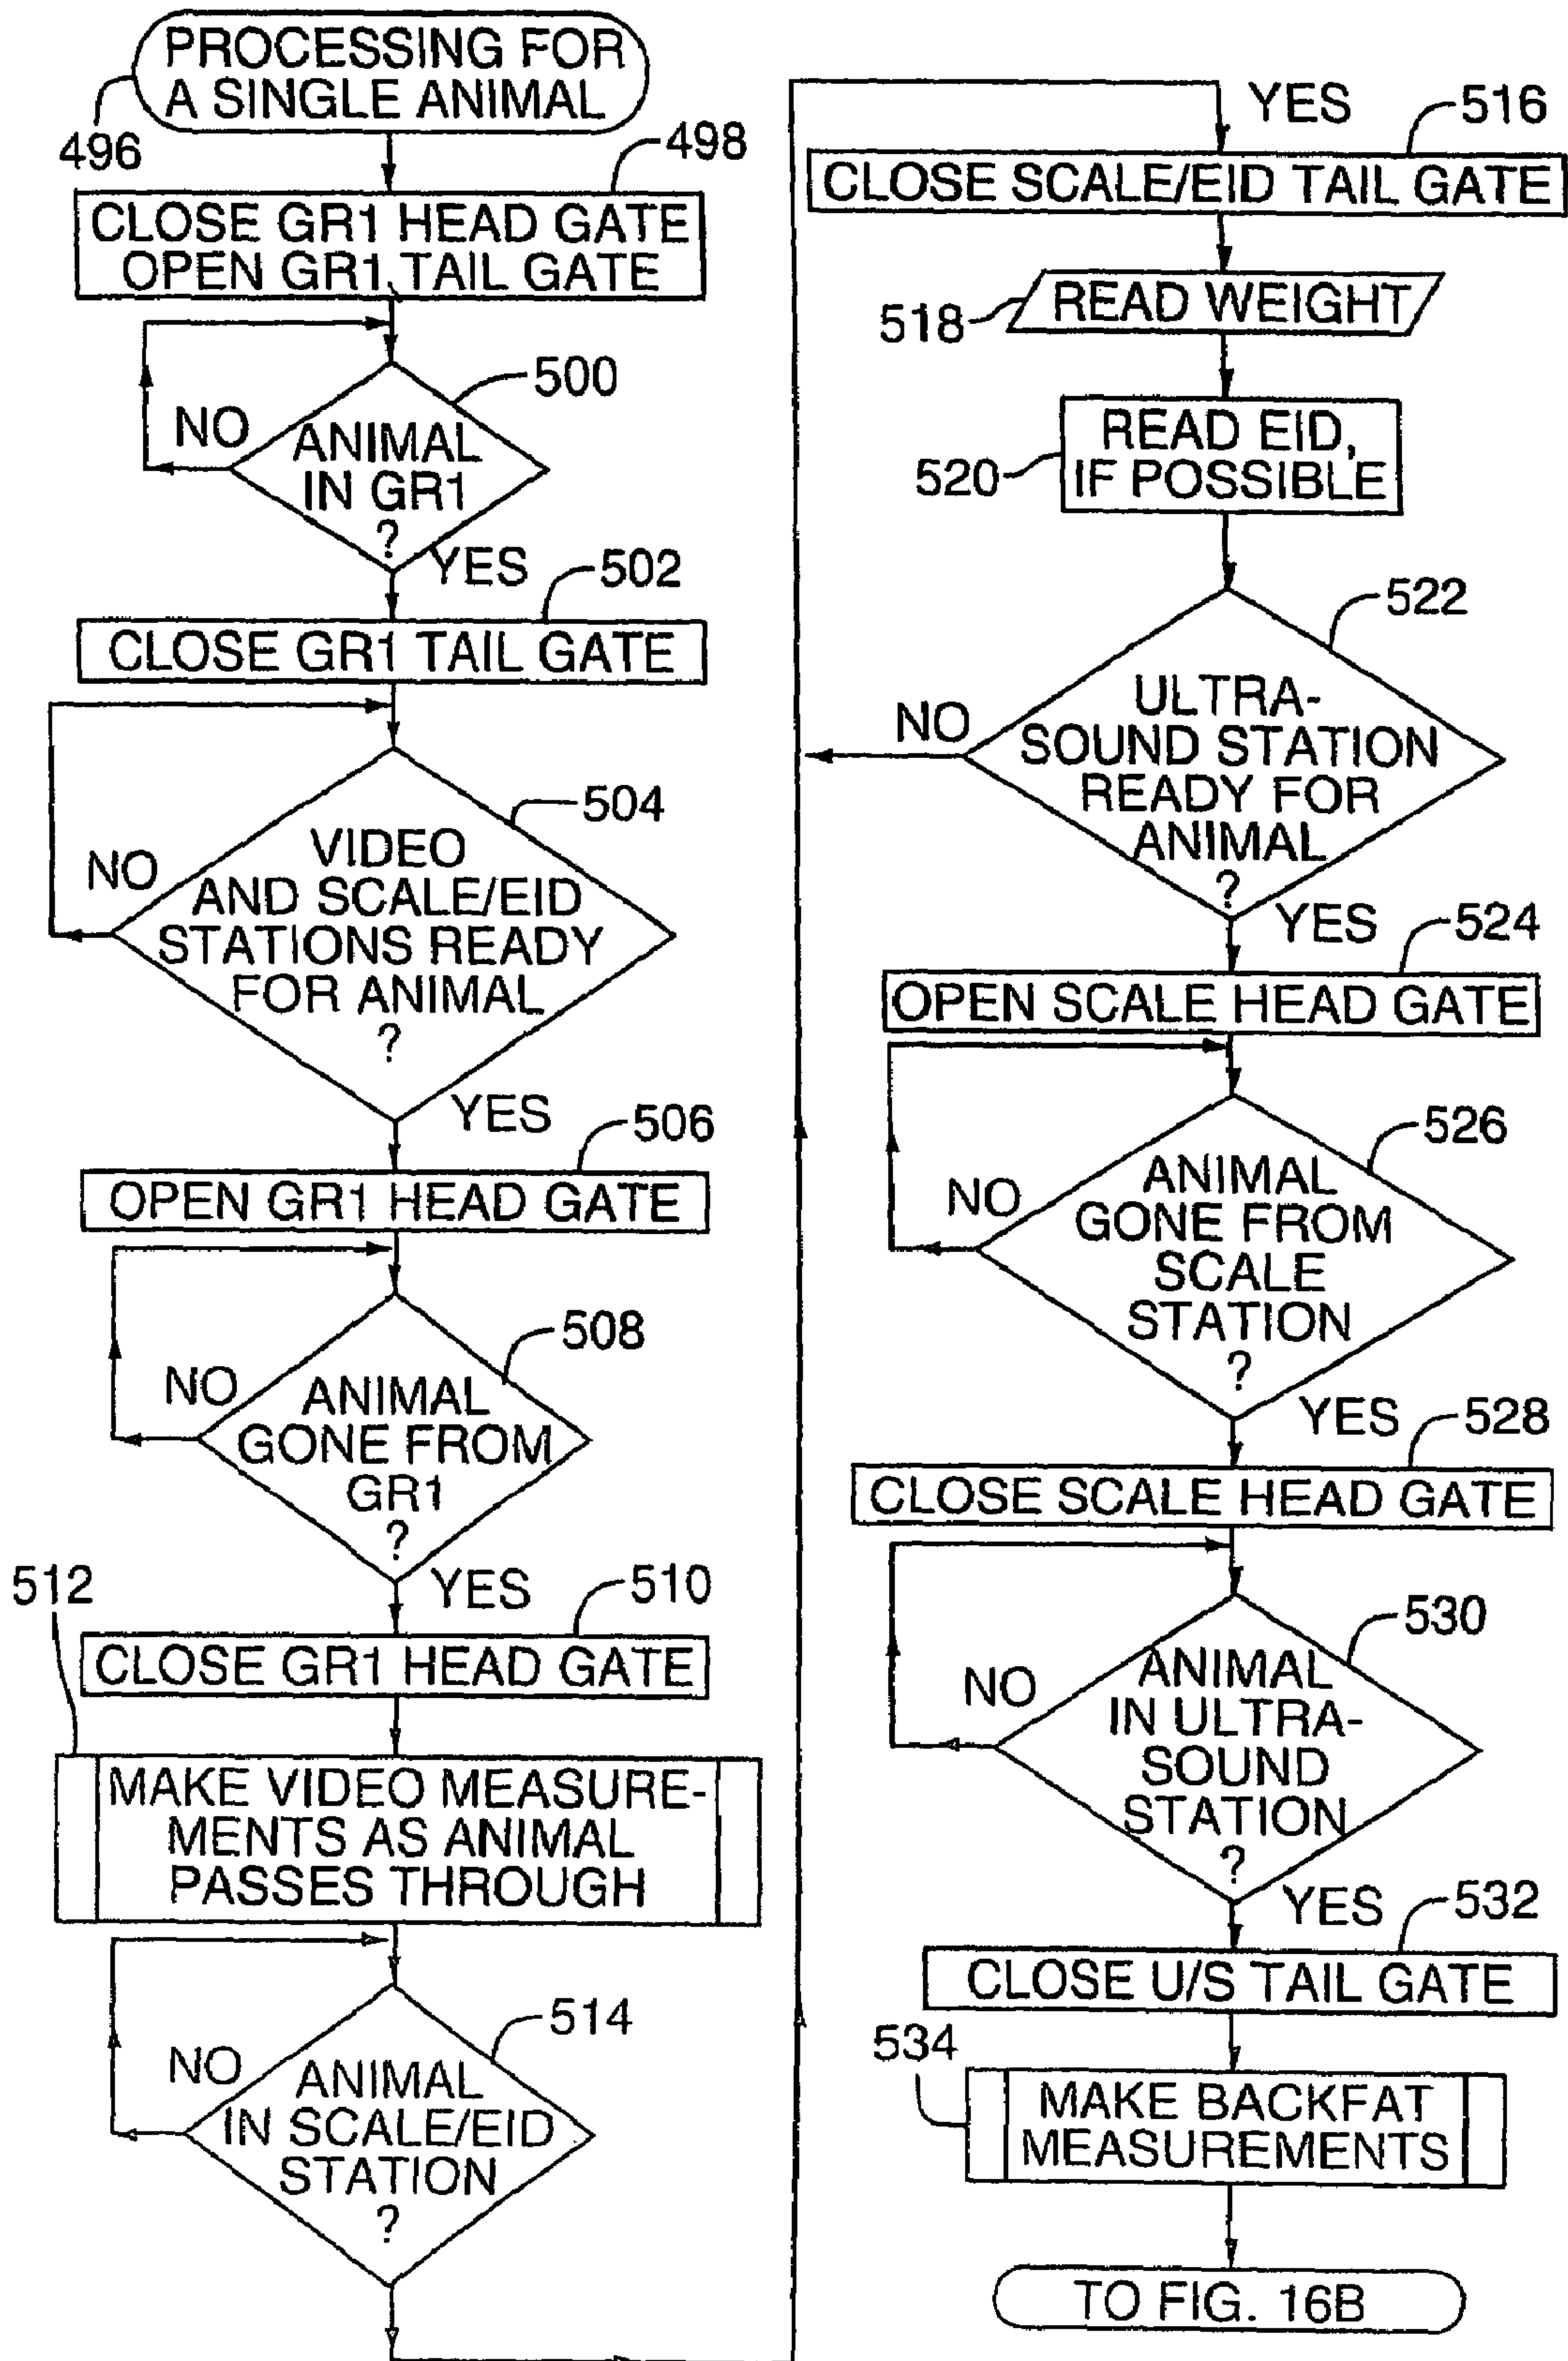 PROCESSING FOR
A SINGLE ANIMAL
496
498
CLOSE GR1 HEAD GATE
OPEN GR1 TAIL GATE
500
NO
ANIMAL
IN GR1
?
YES
502
CLOSE GR1 TAIL GATE
504
NO
VIDEO
AND SCALE/EID
STATIONS READY
FOR ANIMAL
?
YES
506
OPEN GR1 HEAD GATE
508
NO
ANIMAL
GONE FROM
GR1
?
YES
510
512
CLOSE GR1 HEAD GATE
MAKE VIDEO MEASURE-
MENTS AS ANIMAL
PASSES THROUGH
514
NO
ANIMAL
IN SCALE/EID
STATION
?
YES
516
CLOSE SCALE/EID TAIL GATE
518
READ WEIGHT
520
READ EID,
IF POSSIBLE
522
NO
ULTRA-
SOUND STATION
READY FOR
ANIMAL
?
YES
524
OPEN SCALE HEAD GATE
526
NO
ANIMAL
GONE FROM
SCALE
STATION
?
YES
528
CLOSE SCALE HEAD GATE
530
NO
ANIMAL
IN ULTRA-
SOUND
STATION
?
YES
532
CLOSE U/S TAIL GATE
534
MAKE BACKFAT
MEASUREMENTS
TO FIG. 16B